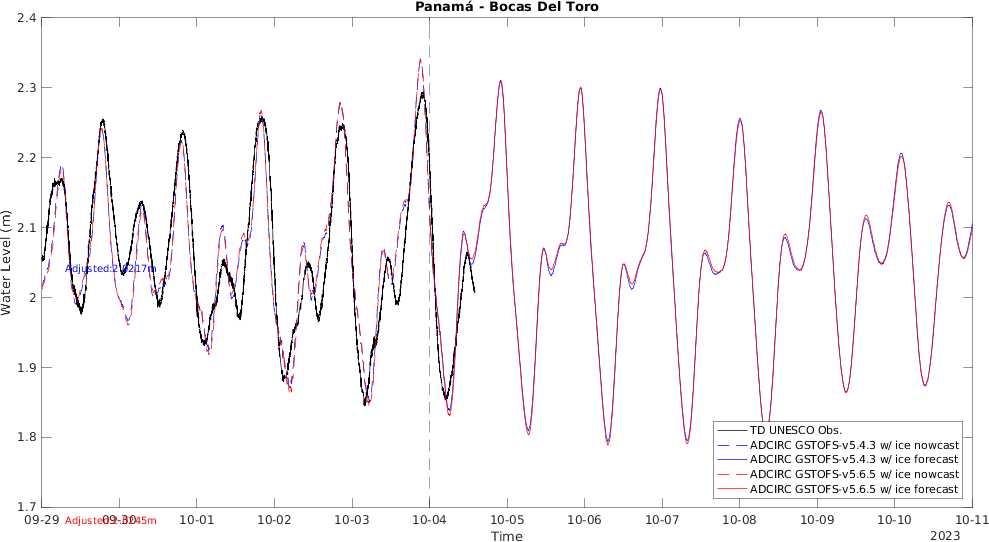 Panamá - Bocas Del Toro
2.4
2.3
2.2
2.1
2
1.9
1.8
1.7
Water Level (m)
TD UNESCO Obs.
ADCIRC GSTOFS-v5.4.3 w/ ice nowcast
ADCIRC GSTOFS-v5.4.3 w/ ice forecast
ADCIRC GSTOFS-v5.6.5 w/ ice nowcast
ADCIRC GSTOFS-v5.6.5 w/ ice forecast
09-29 09-30 10-01 10-02 10-03 10-04 10-05 10-06 10-07 10-08 10-09 10-10 10-11
Time
2023